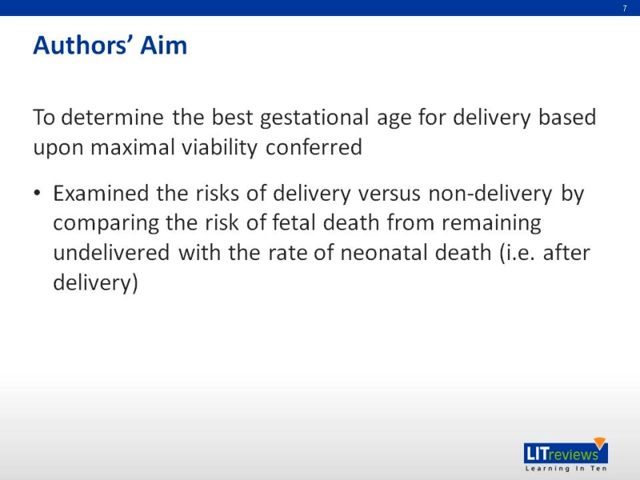 7
Authors’ Aim
To determine the best gestational age for delivery based
upon maximal viability conferred
• Examined the risks of delivery versus non-delivery by
comparing the risk of fetal death from remaining
undelivered with the rate of neonatal death (i.e. after
delivery)
LITreviews
Learning In Ten